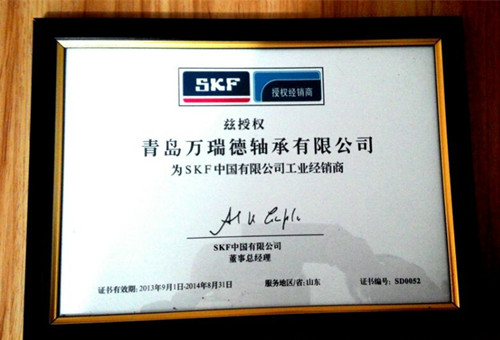 SKF 授权经销商
兹授权
青岛万瑞德轴承有限公司
为SKF中国有限公司工业经销商
SKF中国有限公司
董事总经理
证书有效期: 2013年9月1日-2014年8月31日 服务地区/省: 山东 证书编号: SD0052